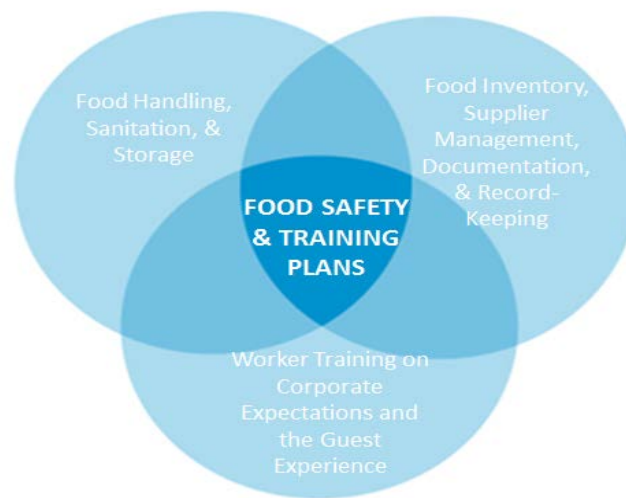 Food Handling,
Sanitation, &
Storage
Food Inventory,
Supplier
Management,
Documentation,
& Record-
Keeping
FOOD SAFETY
& TRAINING
PLANS
Worker Training on
Corporate
Expectations and
the Guest
Experience